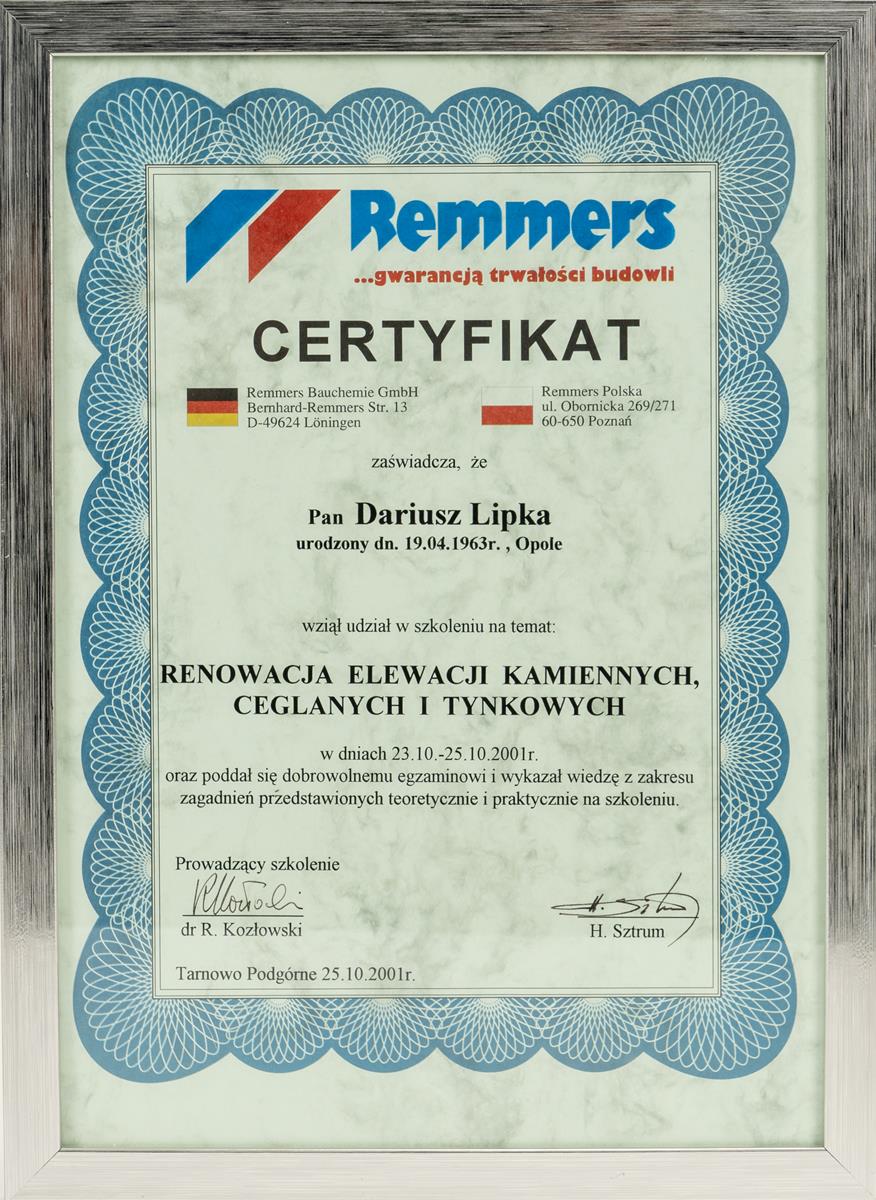 Remmers
...gwarancją trwałości budowli
CERTYFIKAT
Remmers Bauchemie GmbH
Bernhard-Remmers Str. 13
D-49624 Löningen
Remmers Polska
ul. Obornicka 269/271
60-650 Poznań
zaświadcza, że
Pan Dariusz Lipka
urodzony dn. 19.04.1963r. , Opole
wziął udział w szkoleniu na temat:
RENOWACJA ELEWACJI KAMIENNYCH,
CEGLANYCH I TYNKOWYCH
w dniach 23.10.-25.10.2001r.
oraz poddał się dobrowolnemu egzaminowi i wykazał wiedzę z zakresu
zagadnień przedstawionych teoretycznie i praktycznie na szkoleniu.
Prowadzący szkolenie
dr R. Kozłowski
H. Sztrum
Tarnowo Podgórne 25.10.2001r.